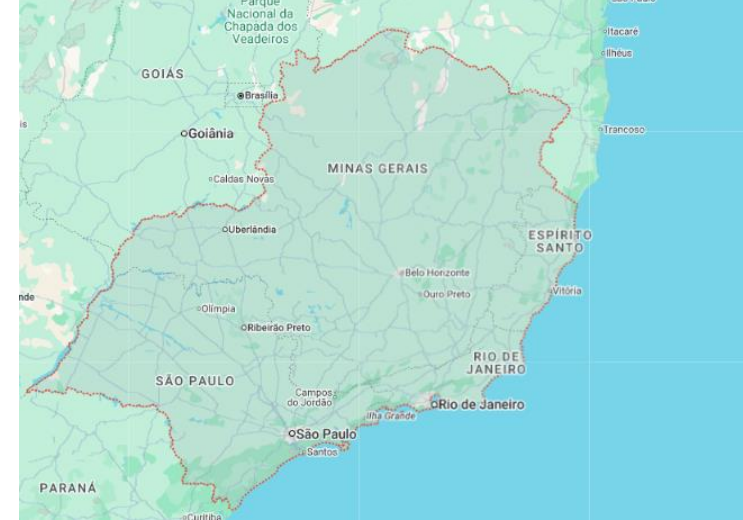 Parque
Nacional da
Chapada dos
Veadeiros
Itacaré
Ilhéus
GOIÁS
Brasília
Goiânia
Trancoso
MINAS GERAIS
Caldas Novas
Uberlândia
ESPÍRITO
SANTO
Belo Horizonte
Ouro Preto
Vitória
nde
Olímpia
Ribeirão Preto
RIO DE
JANEIRO
SÃO PAULO
Campos
do Jordão
Rio de Janeiro
Ilha Grande
São Paulo
Santos
PARANÁ
Curitiba